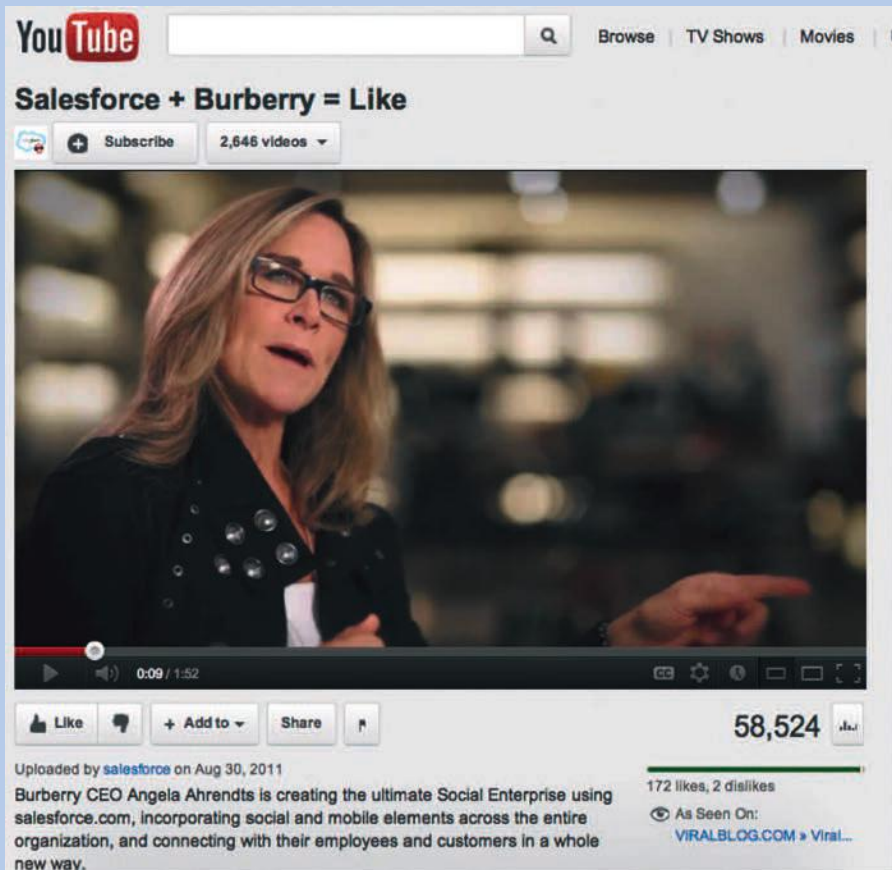 YouTube
Browse | TV Shows | Movies |
Salesforce + Burberry = Like
Subscribe
2,646 videos
0:09 / 1:52
CC
Like
+ Add to
Share
58,524
Uploaded by salesforce on Aug 30, 2011
172 likes, 2 dislikes
Burberry CEO Angela Ahrendts is creating the ultimate Social Enterprise using
salesforce.com, incorporating social and mobile elements across the entire
organization, and connecting with their employees and customers in a whole
new way.
As Seen On:
VIRALBLOG.COM » Viral...